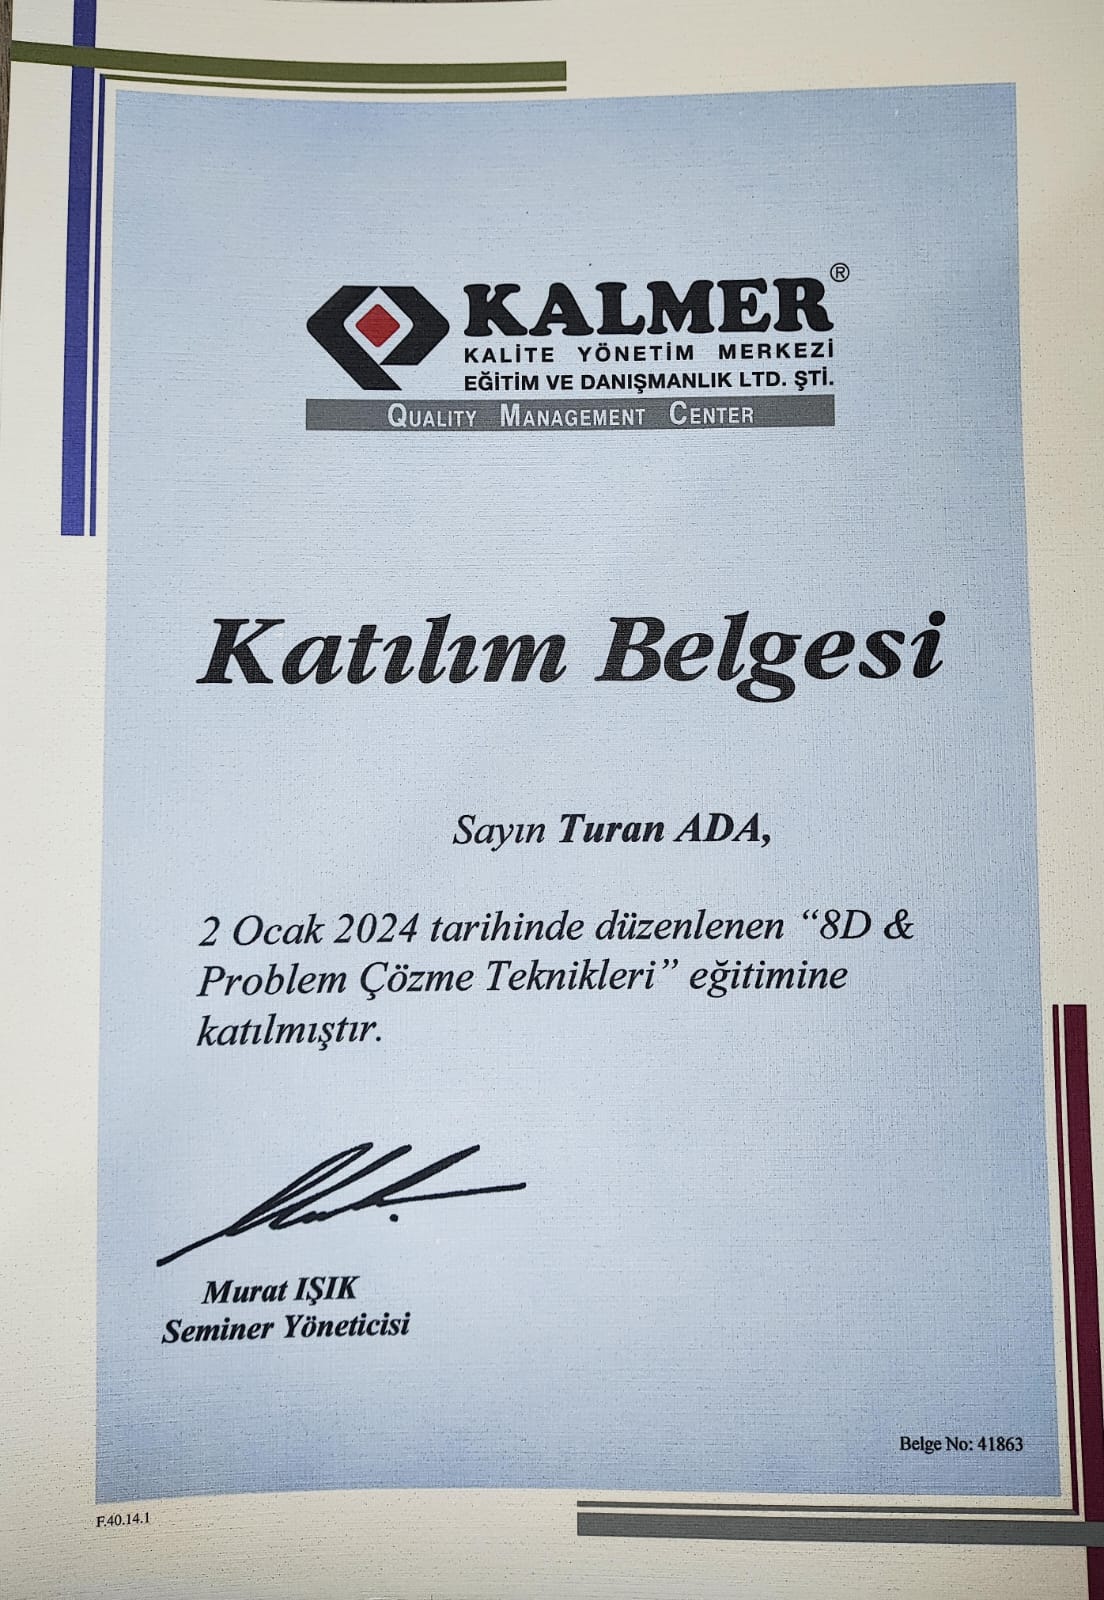 KALMER®
KALİTE YÖNETİM MERKEZİ
EĞİTİM VE DANIŞMANLIK LTD. ŞTİ.
QUALITY MANAGEMENT CENTER
Katılım Belgesi
Sayın Turan ADA,
2 Ocak 2024 tarihinde düzenlenen “8D &
Problem Çözme Teknikleri” eğitimine
katılmıştır.
Murat IŞIK
Seminer Yöneticisi
Belge No: 41863
F.40.14.1